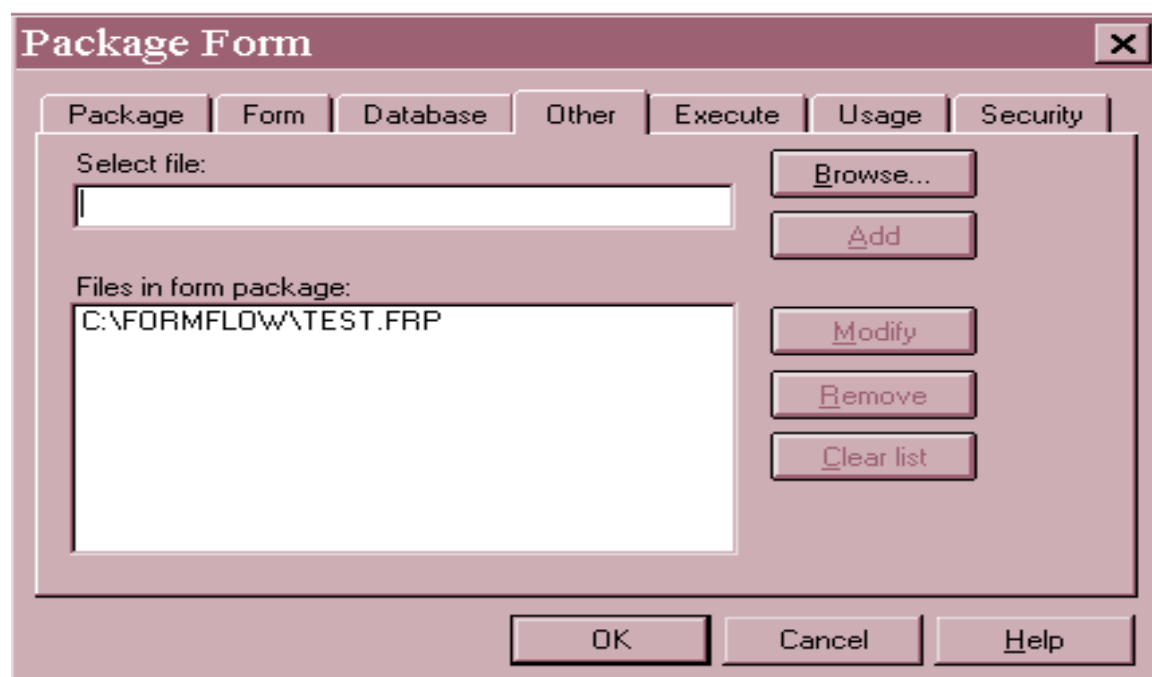 Package Form
Package Form Database Other Execute Usage Security
Select file:
Browse...
Add
Files in form package:
C:\FORMFLOW\TEST.FRP
Modify
Remove
Clear list
OK Cancel Help